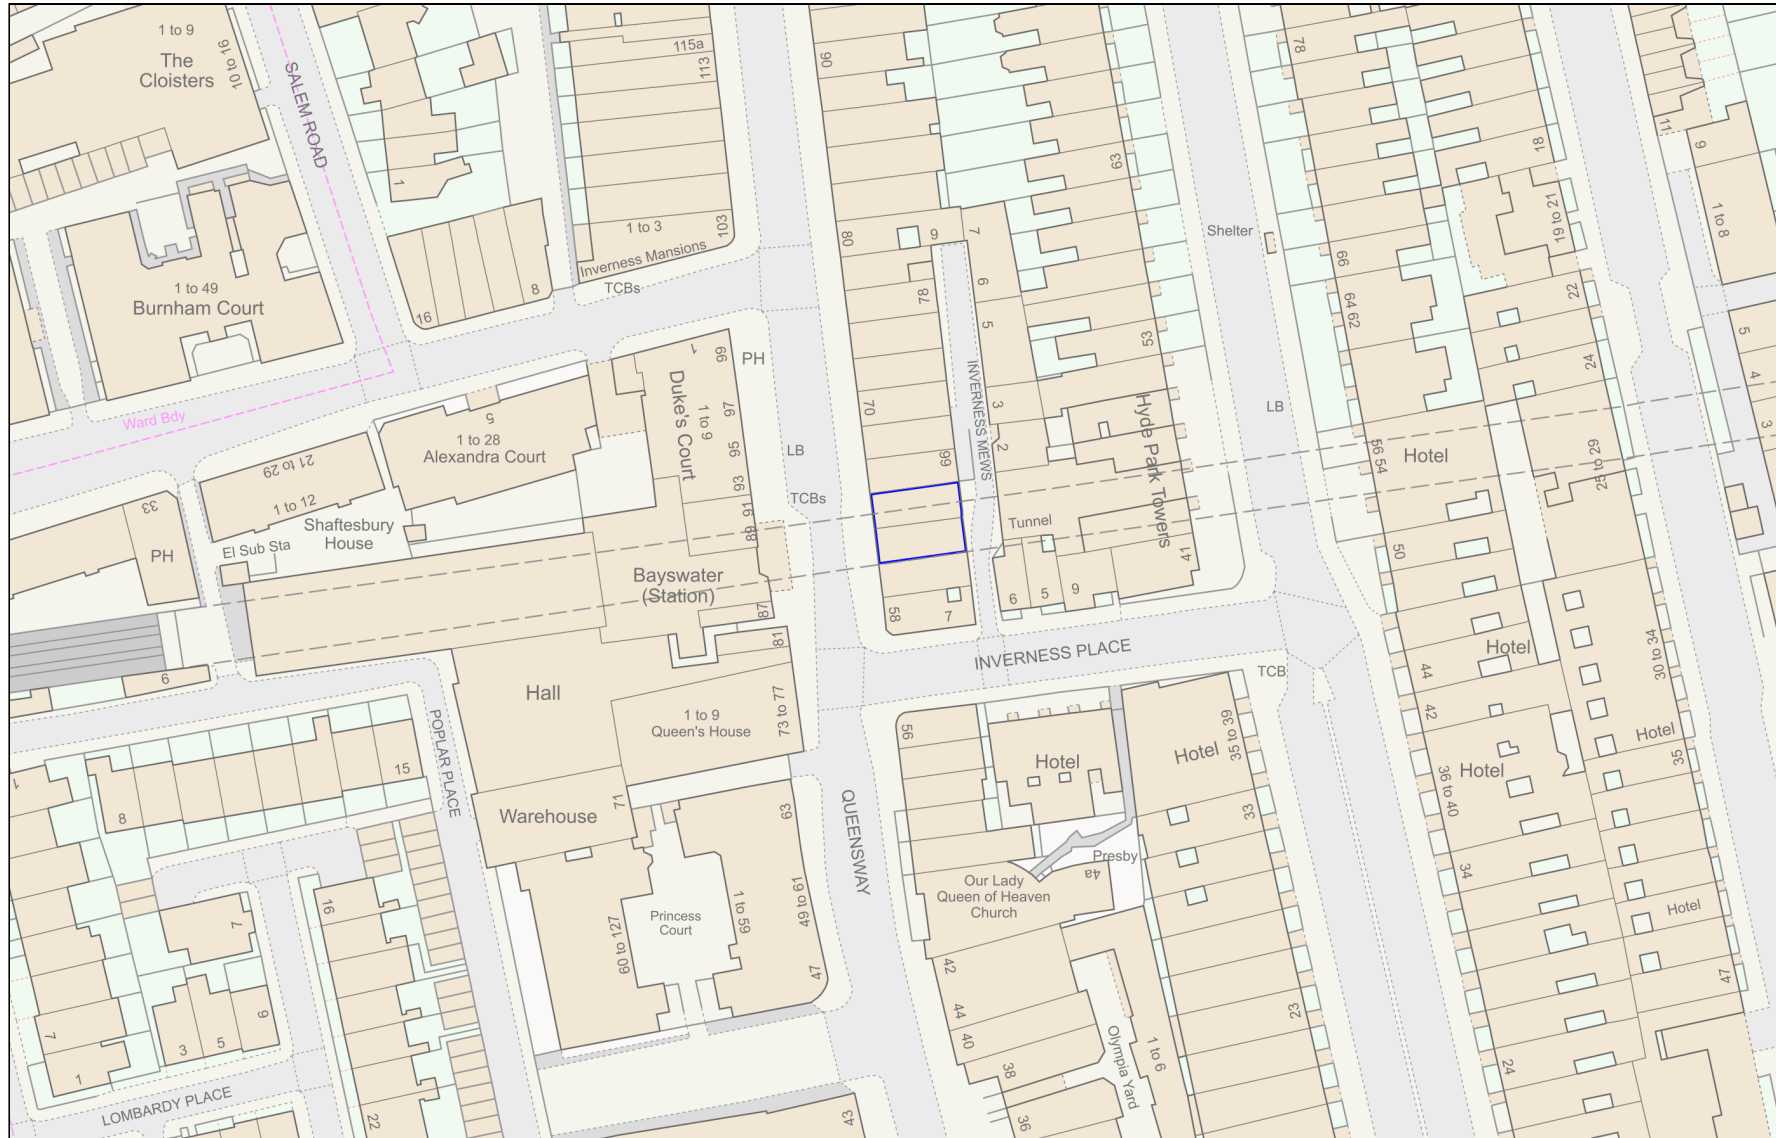 1 to 9
The
Cloisters
10 to 16
SALEM ROAD
1
115a
113
1 to 3
103
Inverness Mansions
TCBs
90
63
78
18
11
9
1 to 8
19 to 21
Shelter
66
64 62
22
80
9
7
6
5
78
1 to 49
Burnham Court
16
8
PH
1
99
Duke's Court
1 to 9
97
95
93
91
89
LB
TCBs
70
66
INVERNESS MEWS
3
2
53
Hyde Park Towers
LB
24
5
4
3
Ward Bdy
5
1 to 28
Alexandra Court
21 to 29
1 to 12
Shaftesbury
House
El Sub Sta
33
PH
56 54
Hotel
25 to 29
Tunnel
41
50
Bayswater
(Station)
87
81
58
7
6
5
9
INVERNESS PLACE
TCB
44
42
Hotel
30 to 34
6
Hall
1 to 9
Queen's House
73 to 77
POPLAR PLACE
56
Hotel
Hotel
35 to 39
33
Hotel
36 to 40
Hotel
35
1
8
15
Warehouse
71
63
QUEENSWAY
Presby
4a
Our Lady
Queen of Heaven
Church
34
Hotel
47
16
7
Princess
Court
1 to 59
49 to 61
60 to 127
47
42
44
40
38
36
Olympia Yard
1 to 6
23
24
7
1
3
5
9
LOMBARDY PLACE
22
43